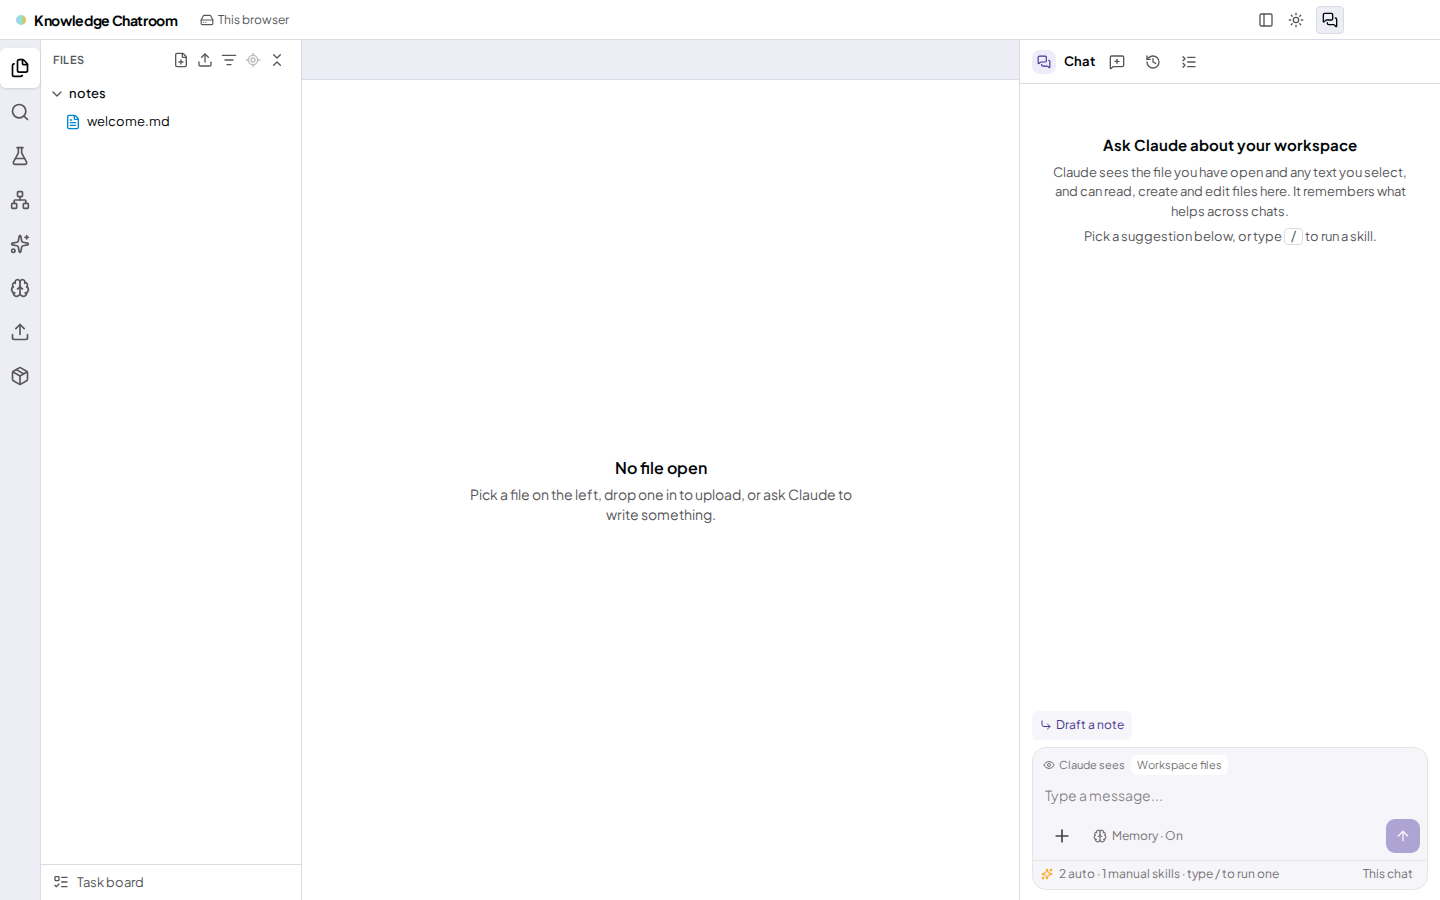 Knowledge Chatroom
This browser
FILES
notes
welcome.md
Task board
No file open
Pick a file on the left, drop one in to upload, or ask Claude to
write something.
Chat
Ask Claude about your workspace
Claude sees the file you have open and any text you select,
and can read, create and edit files here. It remembers what
helps across chats.
Pick a suggestion below, or type / to run a skill.
Draft a note
Claude sees Workspace files
Type a message...
Memory · On
2 auto · 1 manual skills · type / to run one
This chat